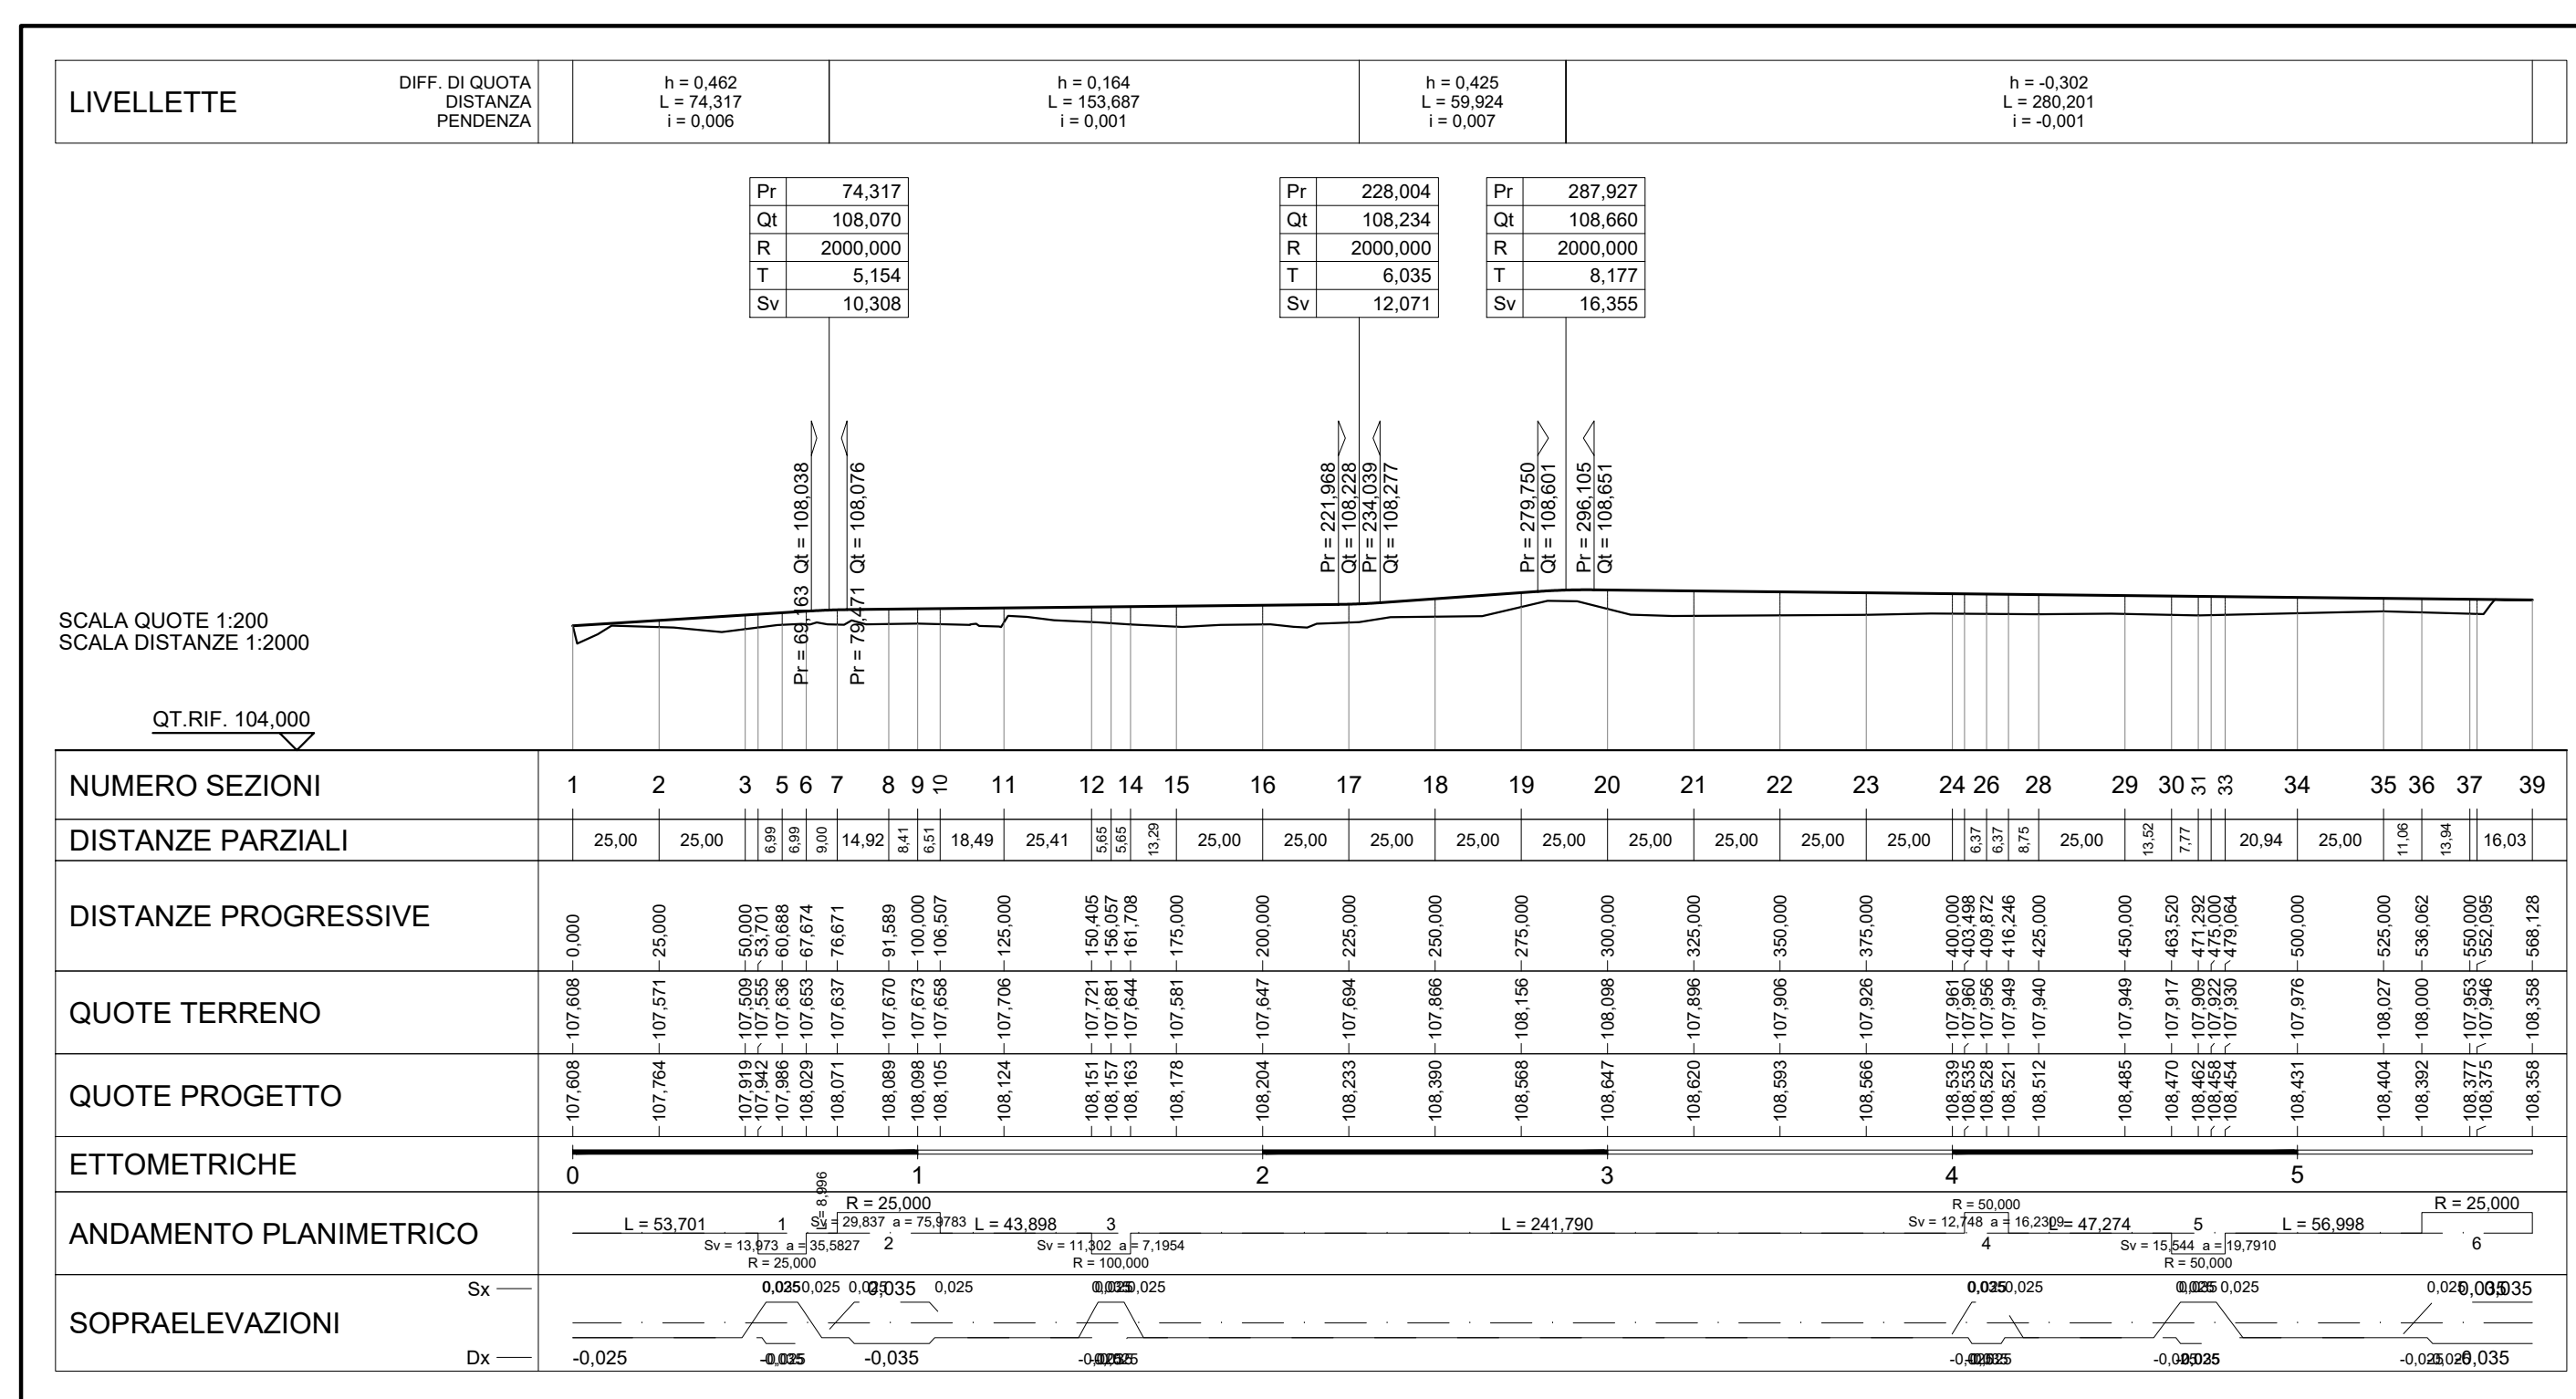 LIVELLETTE
DIFF. DI QUOTA
DISTANZA
PENDENZA
h = 0,462
L = 74,317
i = 0,006
h = 0,164
L = 153,687
i = 0,001
h = 0,425
L = 59,924
i = 0,007
h = -0,302
L = 280,201
i = -0,001
Pr 74,317
Qt 108,070
R 2000,000
T 5,154
Sv 10,308
Pr 228,004
Qt 108,234
R 2000,000
T 6,035
Sv 12,071
Pr 287,927
Qt 108,660
R 2000,000
T 8,177
Sv 16,355
Pr = 69,163 Qt = 108,038
Pr = 79,471 Qt = 108,076
Pr = 221,968
Qt = 108,228
Pr = 234,039
Qt = 108,277
Pr = 279,750
Qt = 108,601
Pr = 296,105
Qt = 108,651
SCALA QUOTE 1:200
SCALA DISTANZE 1:2000
QT.RIF. 104,000
NUMERO SEZIONI 1 2 3 5 6 7 8 9 10 11 12 14 15 16 17 18 19 20 21 22 23 24 26 28 29 30 31 33 34 35 36 37 39
DISTANZE PARZIALI 25,00 25,00 6,99 6,99 9,00 14,92 8,41 6,51 18,49 25,41 5,65 5,65 13,29 25,00 25,00 25,00 25,00 25,00 25,00 25,00 25,00 25,00 6,37 6,37 8,75 25,00 13,52 7,77 20,94 25,00 11,06 13,94 16,03
DISTANZE PROGRESSIVE 0,000 25,000 50,000 53,701 60,688 67,674 76,671 91,589 100,000 106,507 125,000 150,405 156,057 161,708 175,000 200,000 225,000 250,000 275,000 300,000 325,000 350,000 375,000 400,000 403,498 409,872 416,246 425,000 450,000 463,520 471,292 475,000 479,064 500,000 525,000 536,062 550,000 552,095 568,128
QUOTE TERRENO 107,608 107,571 107,509 107,555 107,636 107,653 107,637 107,670 107,673 107,658 107,706 107,721 107,681 107,644 107,581 107,647 107,694 107,866 108,156 108,098 107,896 107,906 107,926 107,961 107,960 107,956 107,949 107,940 107,949 107,917 107,909 107,922 107,930 107,976 108,027 108,000 107,953 107,946 108,358
QUOTE PROGETTO 107,608 107,764 107,919 107,942 107,986 108,029 108,071 108,089 108,098 108,105 108,124 108,151 108,157 108,163 108,178 108,204 108,233 108,390 108,568 108,647 108,620 108,593 108,566 108,539 108,535 108,528 108,521 108,512 108,485 108,470 108,462 108,458 108,454 108,431 108,404 108,392 108,377 108,375 108,358
ETTOMETRICHE 0 1 2 3 4 5
ANDAMENTO PLANIMETRICO
L = 53,701
1
Sv = 13,973 a = 35,5827
R = 25,000
L = 8,996
R = 25,000
Sv = 29,837 a = 75,9783
2
L = 43,898
3
Sv = 11,302 a = 7,1954
R = 100,000
L = 241,790
R = 50,000
Sv = 12,748 a = 16,2309
4
L = 47,274
5
Sv = 15,544 a = 19,7910
R = 50,000
L = 56,998
R = 25,000
6
SOPRAELEVAZIONI
Sx
0,025 0,035 0,025 0,025 0,025
Dx
-0,025 -0,035 -0,035